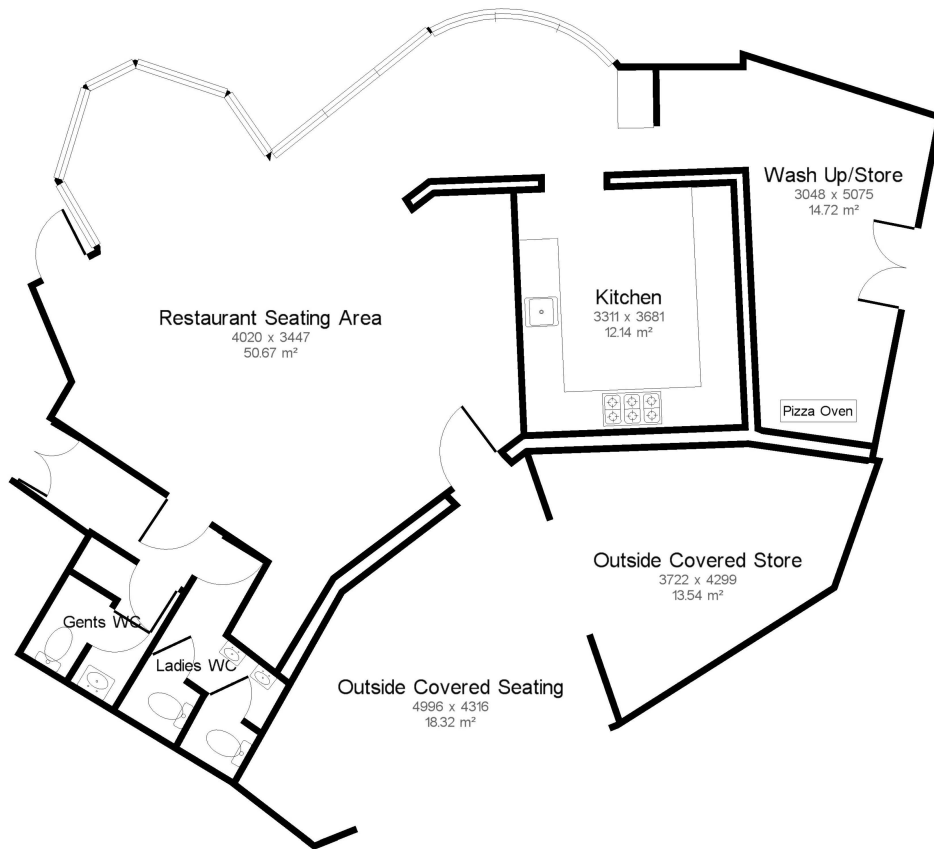 Wash Up/Store
3048 x 5075
14.72 m²
Kitchen
3311 x 3681
12.14 m²
Restaurant Seating Area
4020 x 3447
50.67 m²
Pizza Oven
Outside Covered Store
3722 x 4299
13.54 m²
Gents WC
Ladies WC
Outside Covered Seating
4996 x 4316
18.32 m²